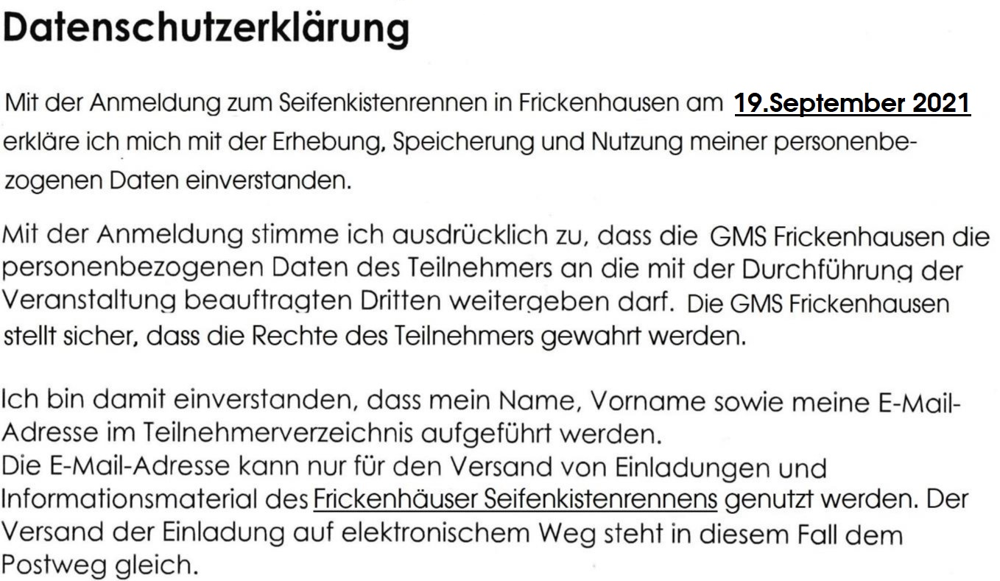 Datenschutzerklärung
Mit der Anmeldung zum Seifenkistenrennen in Frickenhausen am 19.September 2021
erkläre ich mich mit der Erhebung, Speicherung und Nutzung meiner personenbe-
zogenen Daten einverstanden.
Mit der Anmeldung stimme ich ausdrücklich zu, dass die GMS Frickenhausen die
personenbezogenen Daten des Teilnehmers an die mit der Durchführung der
Veranstaltung beauftragten Dritten weitergeben darf. Die GMS Frickenhausen
stellt sicher, dass die Rechte des Teilnehmers gewahrt werden.
Ich bin damit einverstanden, dass mein Name, Vorname sowie meine E-Mail-
Adresse im Teilnehmerverzeichnis aufgeführt werden.
Die E-Mail-Adresse kann nur für den Versand von Einladungen und
Informationsmaterial des Frickenhäuser Seifenkistenrennens genutzt werden. Der
Versand der Einladung auf elektronischem Weg steht in diesem Fall dem
Postweg gleich.